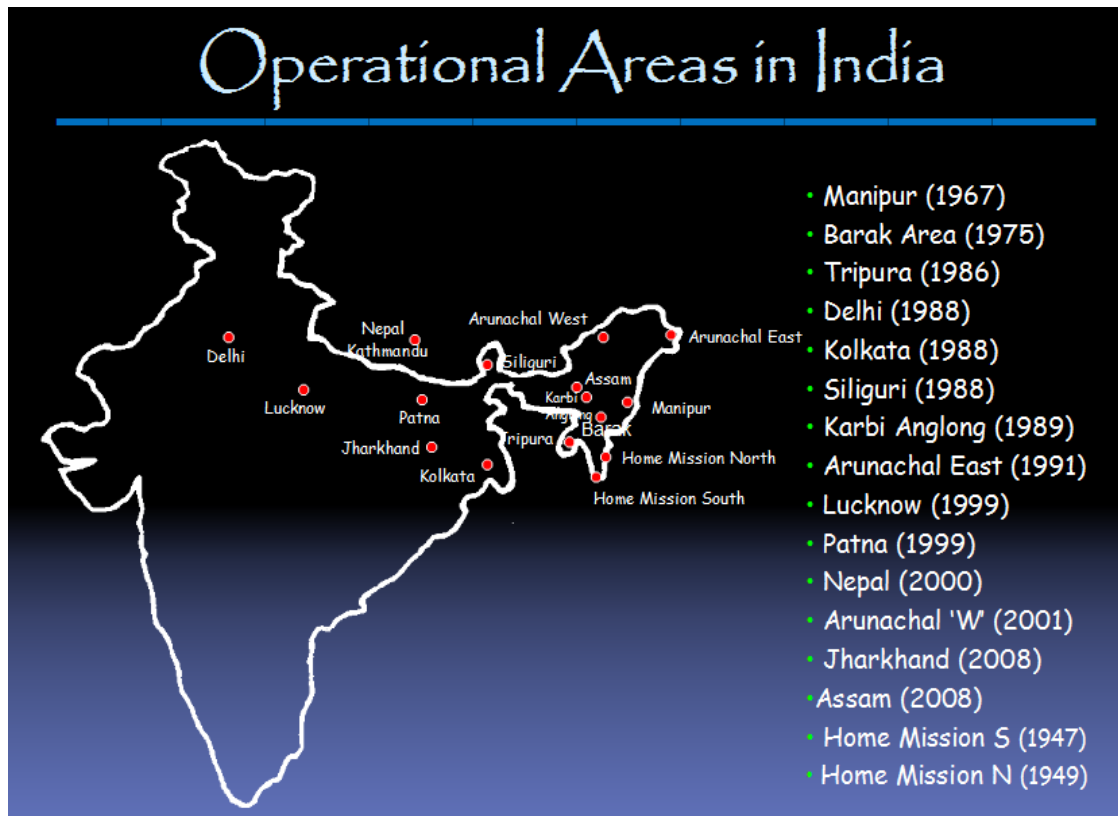 Operational Areas in India
Arunachal West
Nepal
Kathmandu
Arunachal East
Delhi
Siliguri
Assam
Lucknow
Karbi
Patna
Manipur
Anglong
Barak
Tripura
Jharkhand
Kolkata
Home Mission North
Home Mission South
• Manipur (1967)
• Barak Area (1975)
• Tripura (1986)
• Delhi (1988)
• Kolkata (1988)
• Siliguri (1988)
• Karbi Anglong (1989)
• Arunachal East (1991)
• Lucknow (1999)
• Patna (1999)
• Nepal (2000)
• Arunachal 'W' (2001)
• Jharkhand (2008)
•Assam (2008)
• Home Mission S (1947)
• Home Mission N (1949)